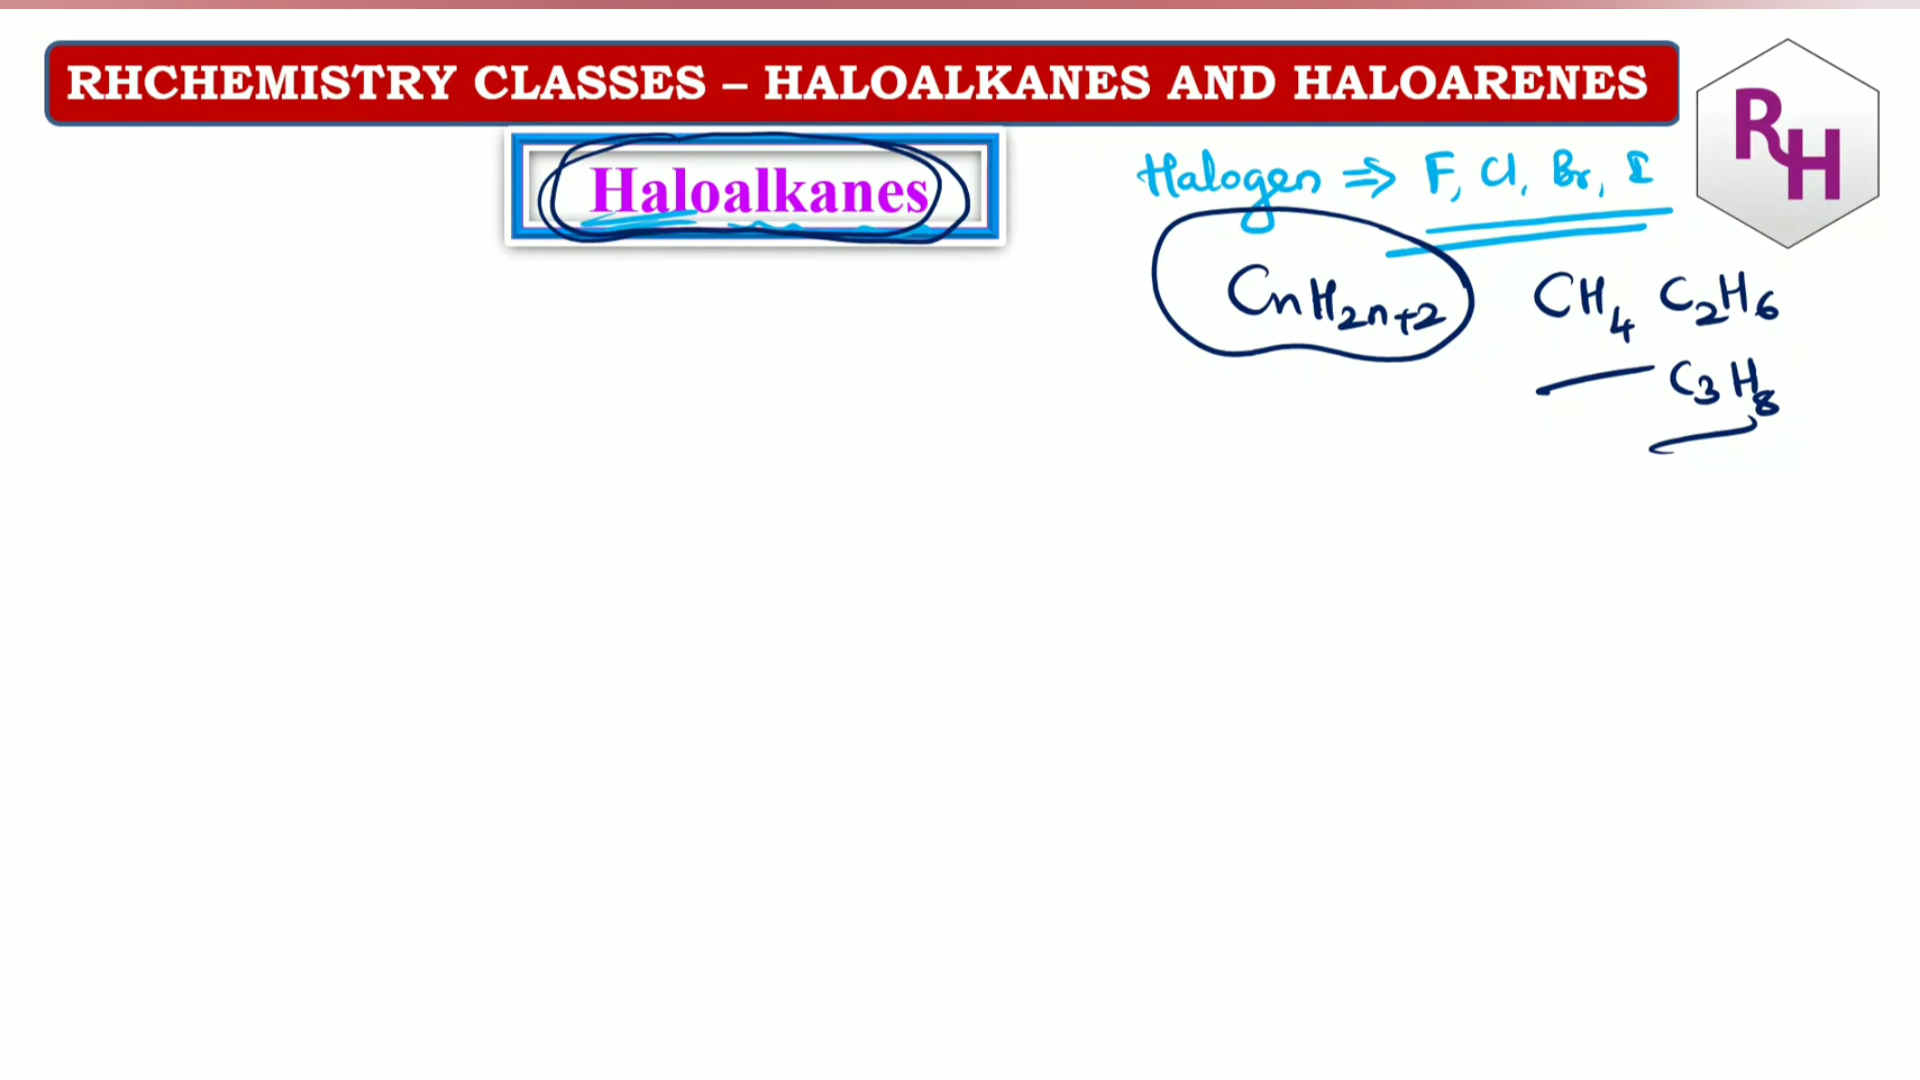 RHCHEMISTRY CLASSES – HALOALKANES AND HALOARENES
RH
Haloalkanes
Halogen ⇒ F, Cl, Br, I
CnH2n+2 CH4 C2H6
C3H8